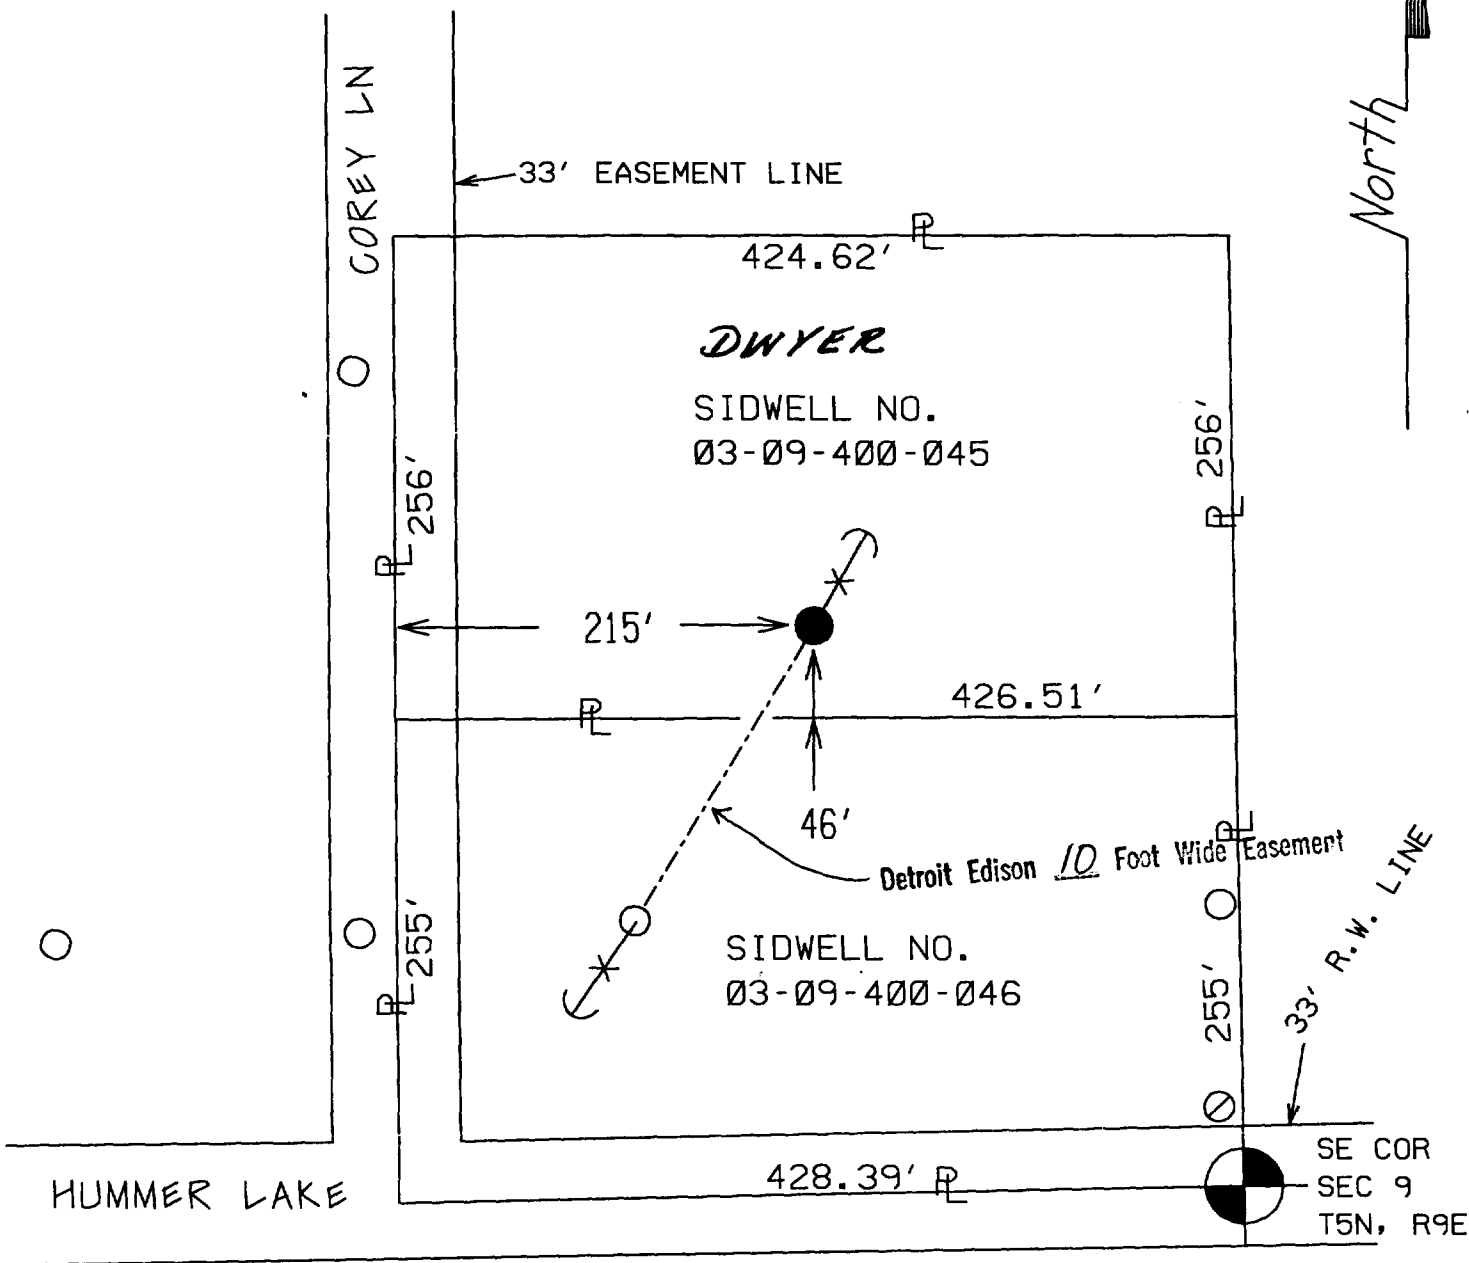 North
COREY LN
33' EASEMENT LINE
PL
424.62'
DWYER
SIDWELL NO.
03-09-400-045
256'
PL
256'
PL
215'
426.51'
PL
46'
PL
Detroit Edison 10 Foot Wide Easement
33' R.W. LINE
255'
PL
SIDWELL NO.
03-09-400-046
255'
HUMMER LAKE
428.39' PL
SE COR
SEC 9
T5N, R9E